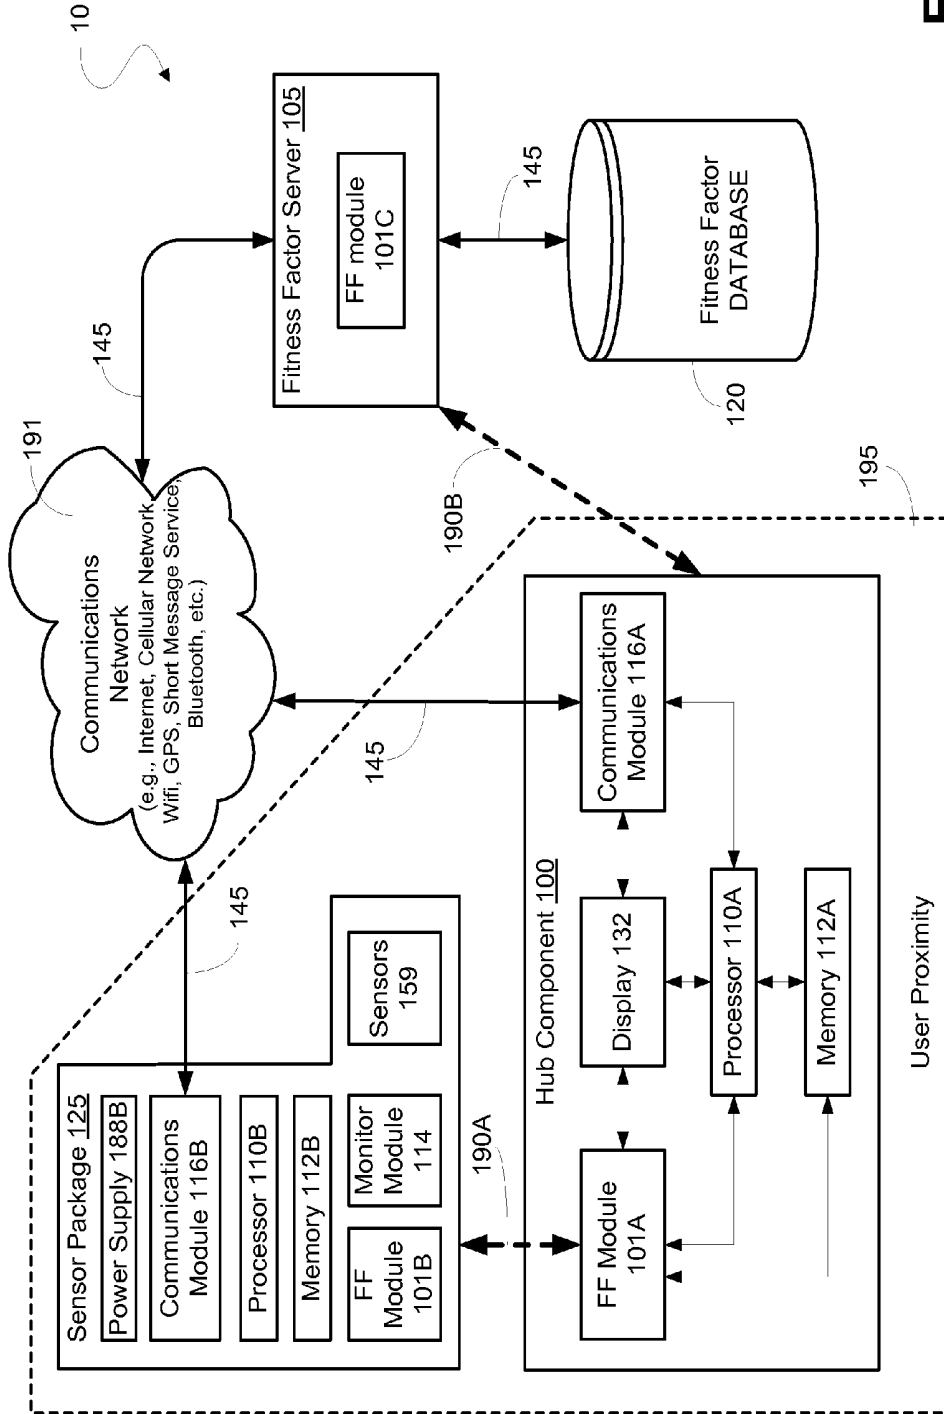 10
Communications
Network
(e.g., Internet, Cellular Network,
Wifi, GPS, Short Message Service,
Bluetooth, etc.)
191
145
Fitness Factor Server 105
FF module
101C
145
Fitness Factor
DATABASE
120
190B
145
145
Sensor Package 125
Power Supply 188B
Communications
Module 116B
Processor 110B
Memory 112B
FF
Module
101B
Monitor
Module
114
Sensors
159
190A
Hub Component 100
FF Module
101A
Display 132
Communications
Module 116A
Processor 110A
Memory 112A
User Proximity
195